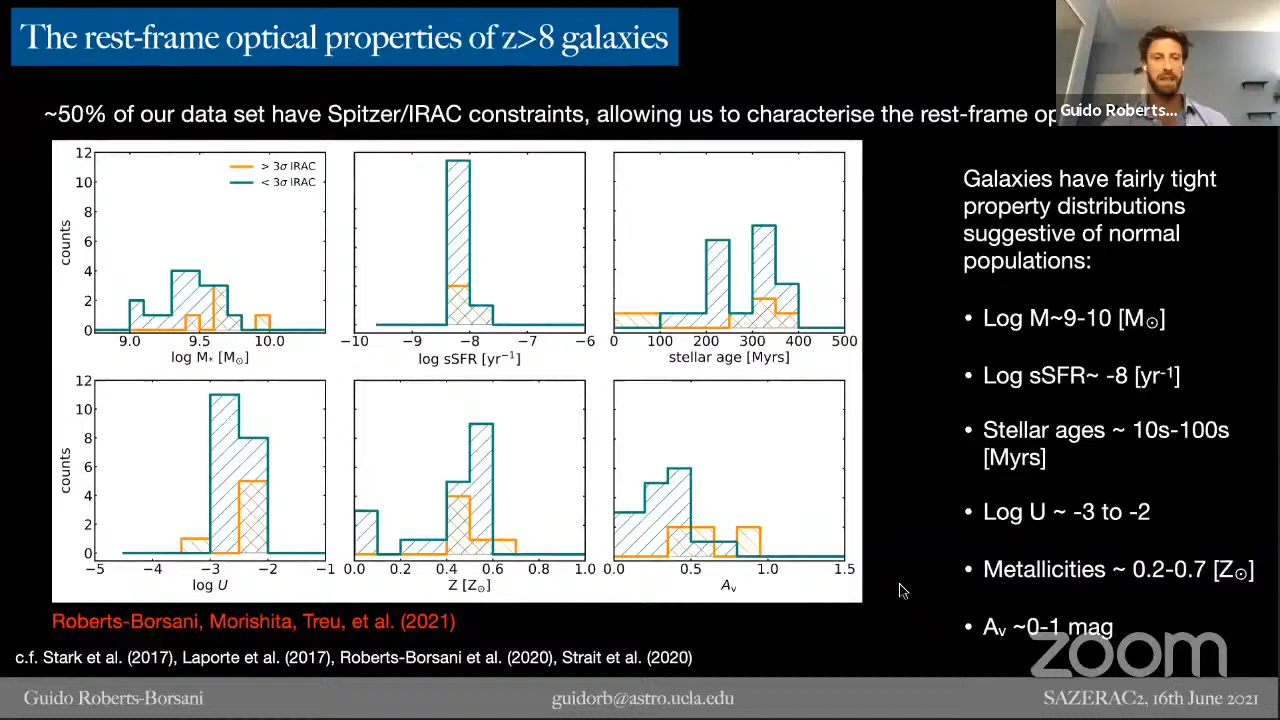 The rest-frame optical properties of z>8 galaxies
Guido Roberts...
~50% of our data set have Spitzer/IRAC constraints, allowing us to characterise the rest-frame op
12
10
8
6
4
2
0
counts
> 3σ IRAC
< 3σ IRAC
9.0 9.5 10.0
log M* [M⊙]
−10 −9 −8 −7 −6
log sSFR [yr⁻¹]
0 100 200 300 400 500
stellar age [Myrs]
12
10
8
6
4
2
0
counts
−5 −4 −3 −2 −1
log U
0.0 0.2 0.4 0.6 0.8 1.0
Z [Z⊙]
0.0 0.5 1.0 1.5
Aᵥ
Galaxies have fairly tight
property distributions
suggestive of normal
populations:
• Log M~9-10 [M⊙]
• Log sSFR~ -8 [yr⁻¹]
• Stellar ages ~ 10s-100s
[Myrs]
• Log U ~ -3 to -2
• Metallicities ~ 0.2-0.7 [Z⊙]
• Aᵥ ~0-1 mag
Roberts-Borsani, Morishita, Treu, et al. (2021)
c.f. Stark et al. (2017), Laporte et al. (2017), Roberts-Borsani et al. (2020), Strait et al. (2020)
zoom
Guido Roberts-Borsani
guidorb@astro.ucla.edu
SAZERAC2, 16th June 2021